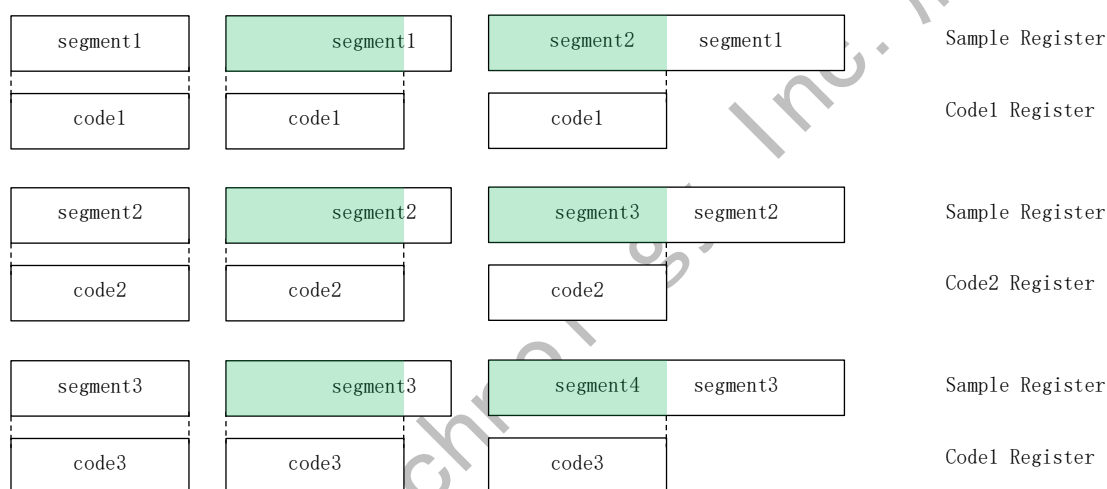 segment1 segment1 segment2 segment1 Sample Register
code1 code1 code1 Code1 Register
segment2 segment2 segment3 segment2 Sample Register
code2 code2 code2 Code2 Register
segment3 segment3 segment4 segment3 Sample Register
code3 code3 code3 Code1 Register
Inc.